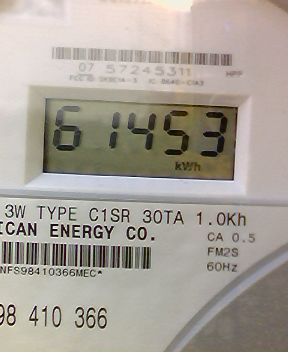 07 57245311 HPP
61453
kWh
3W TYPE C1SR 30TA 1.0Kh
ICAN ENERGY CO.
CA 0.5
FM2S
60Hz
NFS98410366MEC*
98 410 366